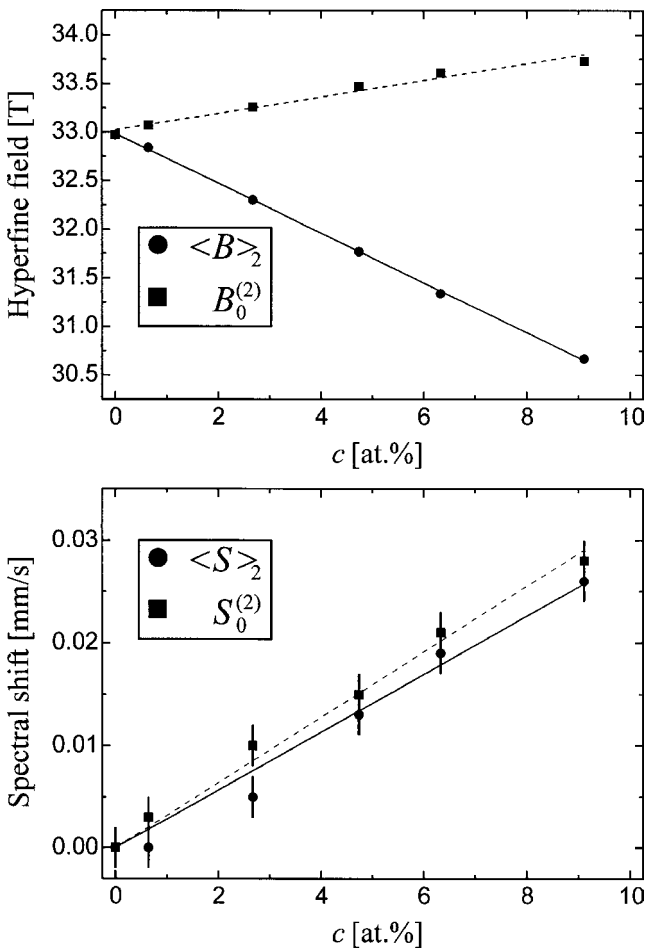 Hyperfine field [T]
34.0
33.5
33.0
32.5
32.0
31.5
31.0
30.5
<B>₂
B₀⁽²⁾
0 2 4 6 8 10
c [at.%]
Spectral shift [mm/s]
0.03
0.02
0.01
0.00
<S>₂
S₀⁽²⁾
0 2 4 6 8 10
c [at.%]